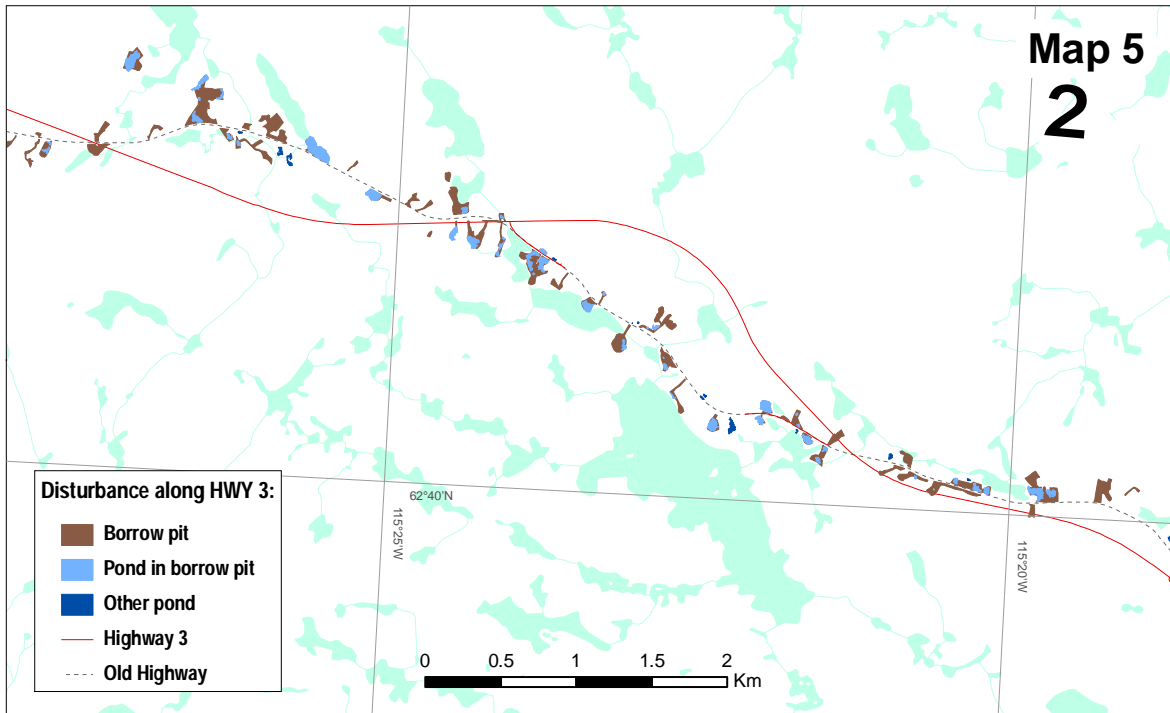 Map 5
2
62°40'N
115°25'W
115°20'W
Disturbance along HWY 3:
Borrow pit
Pond in borrow pit
Other pond
Highway 3
Old Highway
0 0.5 1 1.5 2
Km